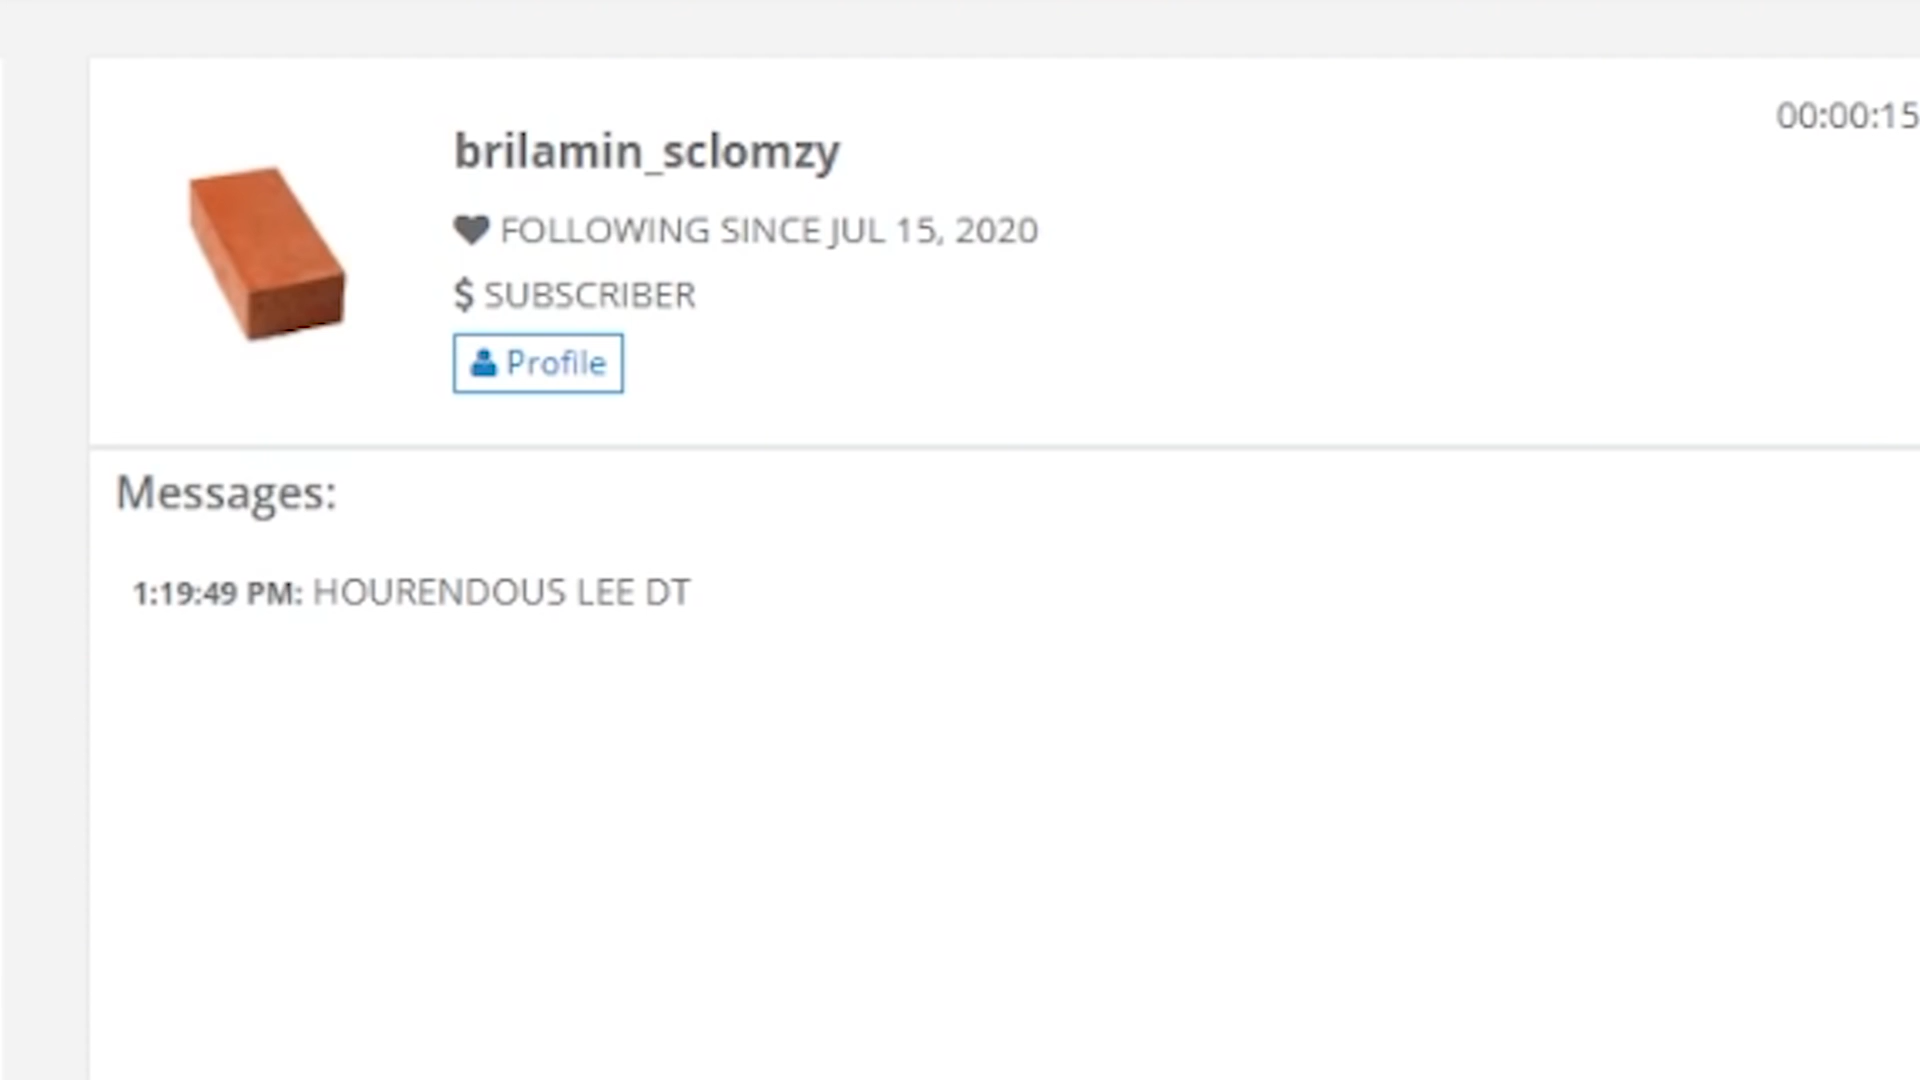 00:00:15
brilamin_sclomzy
FOLLOWING SINCE JUL 15, 2020
$ SUBSCRIBER
Profile
Messages:
1:19:49 PM: HOURENDOUS LEE DT